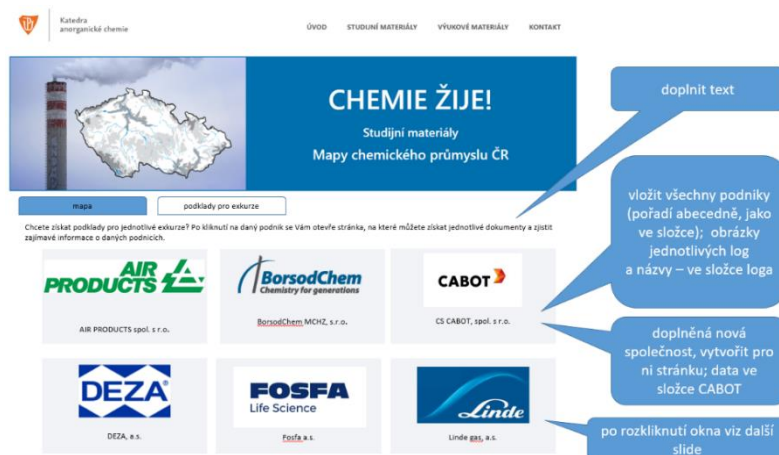 Katedra
anorganické chemie
ÚVOD
STUDIJNÍ MATERIÁLY
VÝUKOVÉ MATERIÁLY
KONTAKT
CHEMIE ŽIJE!
Studijní materiály
Mapy chemického průmyslu ČR
doplnit text
mapa
podklady pro exkurze
Chcete získat podklady pro jednotlivé exkurze? Po kliknutí na daný podnik se Vám otevře stránka, na které můžete získat jednotlivé dokumenty a zjistit
zajímavé informace o daných podnicích.
vložit všechny podniky
(pořadí abecedně, jako
ve složce); obrázky
jednotlivých log
a názvy – ve složce loga
AIR
PRODUCTS
AIR PRODUCTS spol. s r.o.
BorsodChem
Chemistry for generations
BorsodChem MCHZ, s.r.o.
CABOT
CS CABOT, spol. s r.o.
doplněná nová
společnost, vytvořit pro
ni stránku; data ve
složce CABOT
DEZA
DEZA, a.s.
FOSFA
Life Science
Fosfa a.s.
Linde
Linde gas, a.s.
po rozkliknutí okna viz další
slide